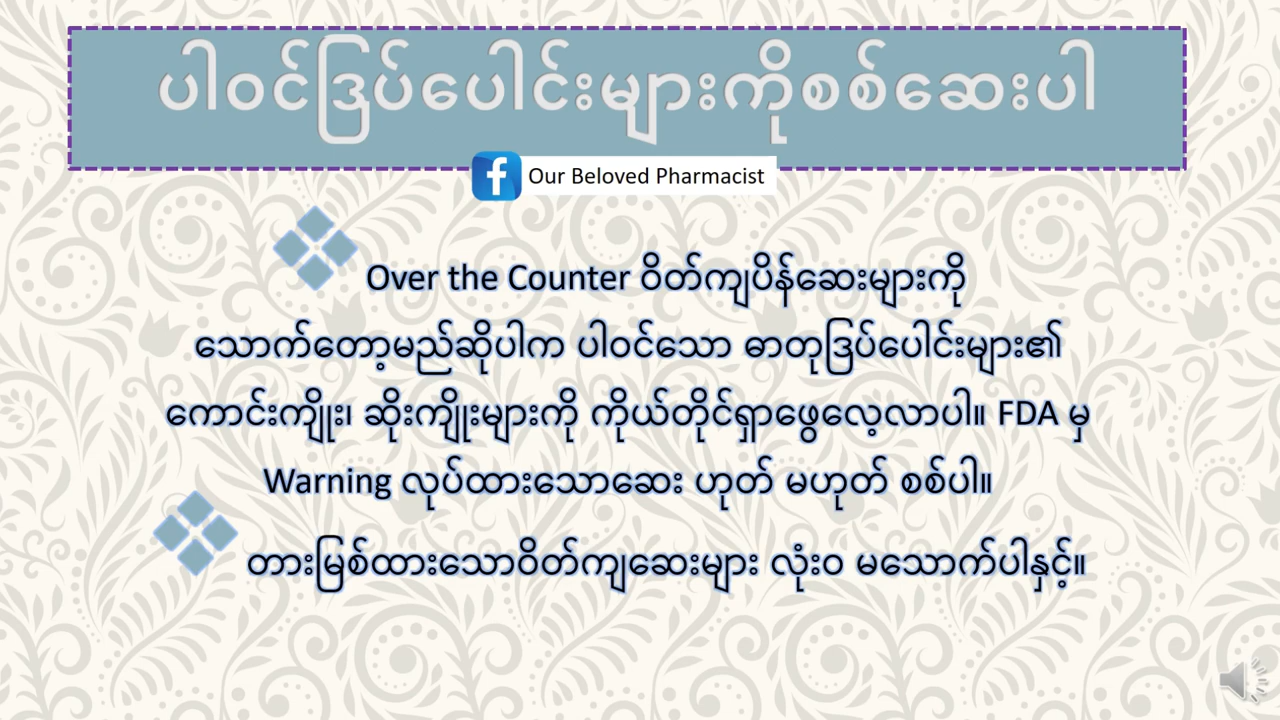 ပါဝင်ဒြပ်ပေါင်းများကိုစစ်ဆေးပါ
Our Beloved Pharmacist
Over the Counter ဝိတ်ကျပိန်ဆေးများကို
သောက်တော့မည်ဆိုပါက ပါဝင်သော ဓာတုဒြပ်ပေါင်းများ၏
ကောင်းကျိုး၊ ဆိုးကျိုးများကို ကိုယ်တိုင်ရှာဖွေလေ့လာပါ။ FDA မှ
Warning လုပ်ထားသောဆေး ဟုတ် မဟုတ် စစ်ပါ။
တားမြစ်ထားသောဝိတ်ကျဆေးများ လုံးဝ မသောက်ပါနှင့်။